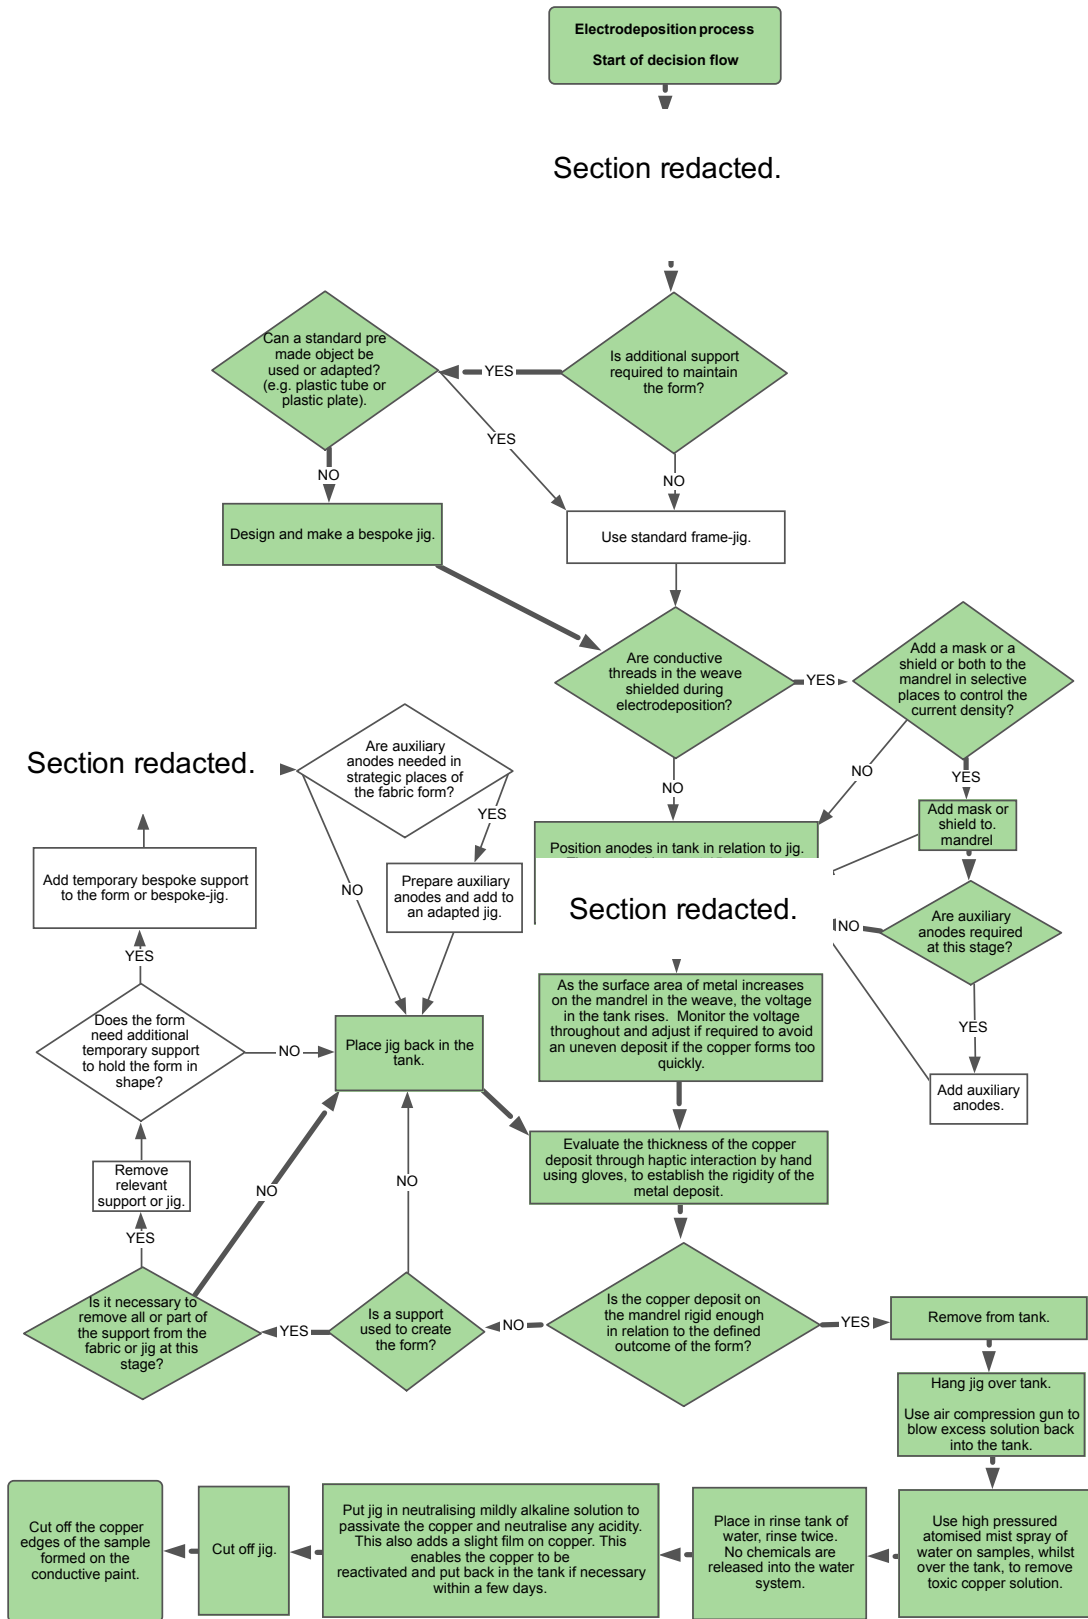 Electrodeposition process
Start of decision flow
Section redacted.
Can a standard pre
made object be
used or adapted?
(e.g. plastic tube or
plastic plate).
YES
Is additional support
required to maintain
the form?
YES
NO
NO
Design and make a bespoke jig.
Use standard frame-jig.
Are conductive
threads in the weave
shielded during
electrodeposition?
YES
Add a mask or a
shield or both to the
mandrel in selective
places to control the
current density?
Section redacted.
Are auxiliary
anodes needed in
strategic places of
the fabric form?
NO
NO
YES
YES
Add mask or
shield to.
mandrel
Position anodes in tank in relation to jig.
Add temporary bespoke support
to the form or bespoke-jig.
NO
Prepare auxiliary
anodes and add to
an adapted jig.
Section redacted.
NO
Are auxiliary
anodes required
at this stage?
YES
As the surface area of metal increases
on the mandrel in the weave, the voltage
in the tank rises.  Monitor the voltage
throughout and adjust if required to avoid
an uneven deposit if the copper forms too
quickly.
YES
Does the form
need additional
temporary support
to hold the form in
shape?
NO
Place jig back in the
tank.
Add auxiliary
anodes.
Evaluate the thickness of the copper
deposit through haptic interaction by hand
using gloves, to establish the rigidity of the
metal deposit.
Remove
relevant
support or jig.
NO
NO
YES
Is it necessary to
remove all or part of
the support from the
fabric or jig at this
stage?
YES
Is a support
used to create
the form?
NO
Is the copper deposit on
the mandrel rigid enough
in relation to the defined
outcome of the form?
YES
Remove from tank.
Hang jig over tank.
Use air compression gun to
blow excess solution back
into the tank.
Cut off the copper
edges of the sample
formed on the
conductive paint.
Cut off jig.
Put jig in neutralising mildly alkaline solution to
passivate the copper and neutralise any acidity.
This also adds a slight film on copper. This
enables the copper to be
reactivated and put back in the tank if necessary
within a few days.
Place in rinse tank of
water, rinse twice.
No chemicals are
released into the water
system.
Use high pressured
atomised mist spray of
water on samples, whilst
over the tank, to remove
toxic copper solution.